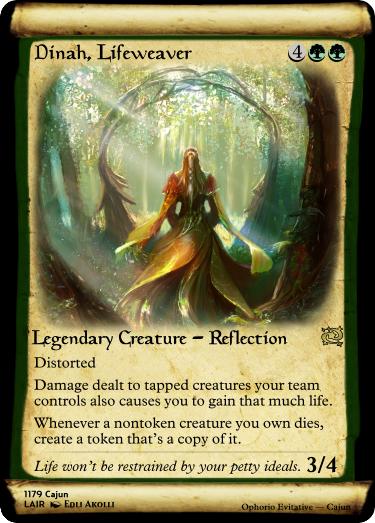 Dinah, Lifeweaver 4
Legendary Creature – Reflection
Distorted
Damage dealt to tapped creatures your team
controls also causes you to gain that much life.
Whenever a nontoken creature you own dies,
create a token that's a copy of it.
Life won't be restrained by your petty ideals. 3/4
1179 Cajun
LAIR Edli Akolli
Ophorio Evitative — Cajun